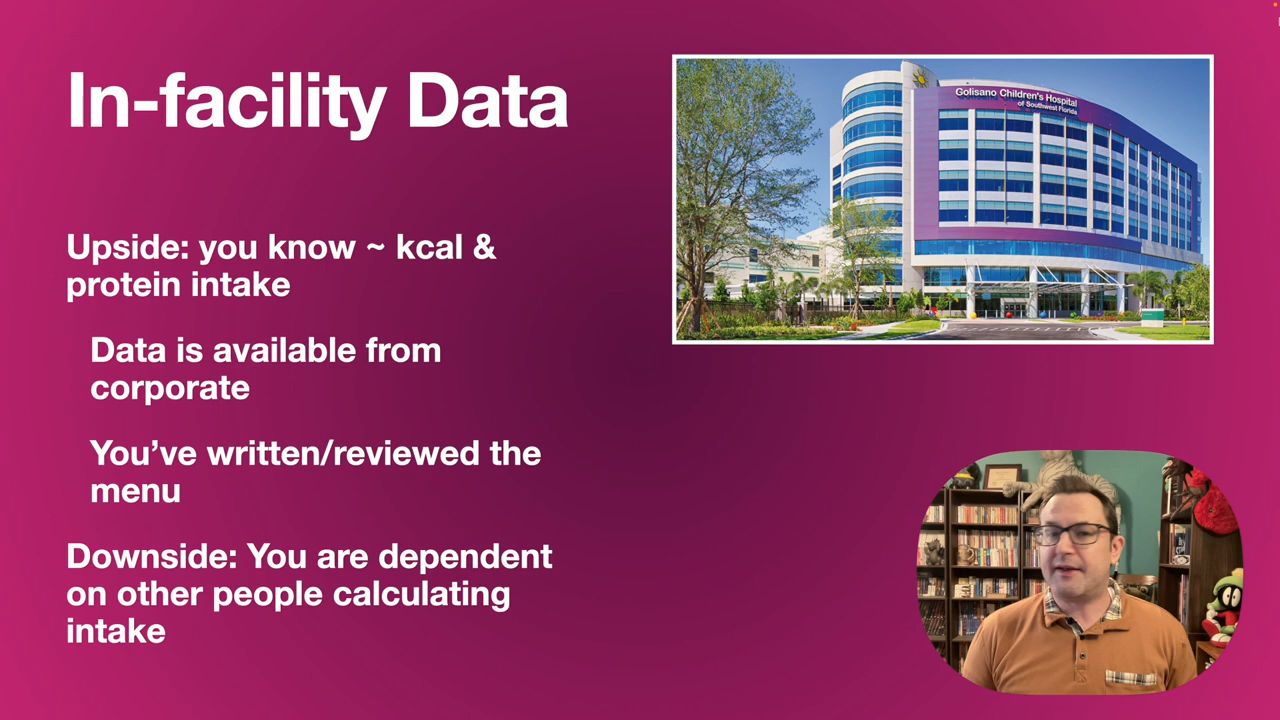 In-facility Data
Golisano Children's Hospital
of Southwest Florida
Upside: you know ~ kcal &
protein intake
Data is available from
corporate
You've written/reviewed the
menu
Downside: You are dependent
on other people calculating
intake